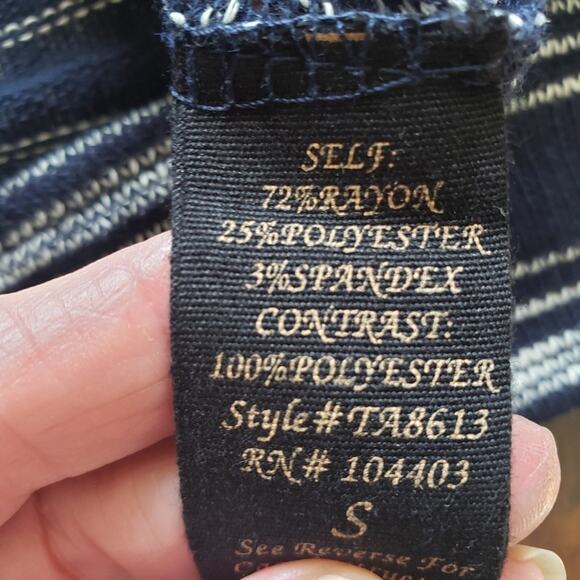 SELF:
72%RAYON
25%POLYESTER
3%SPANDEX
CONTRAST:
100%POLYESTER
Style# TA8613
RN# 104403
S
See Reverse For